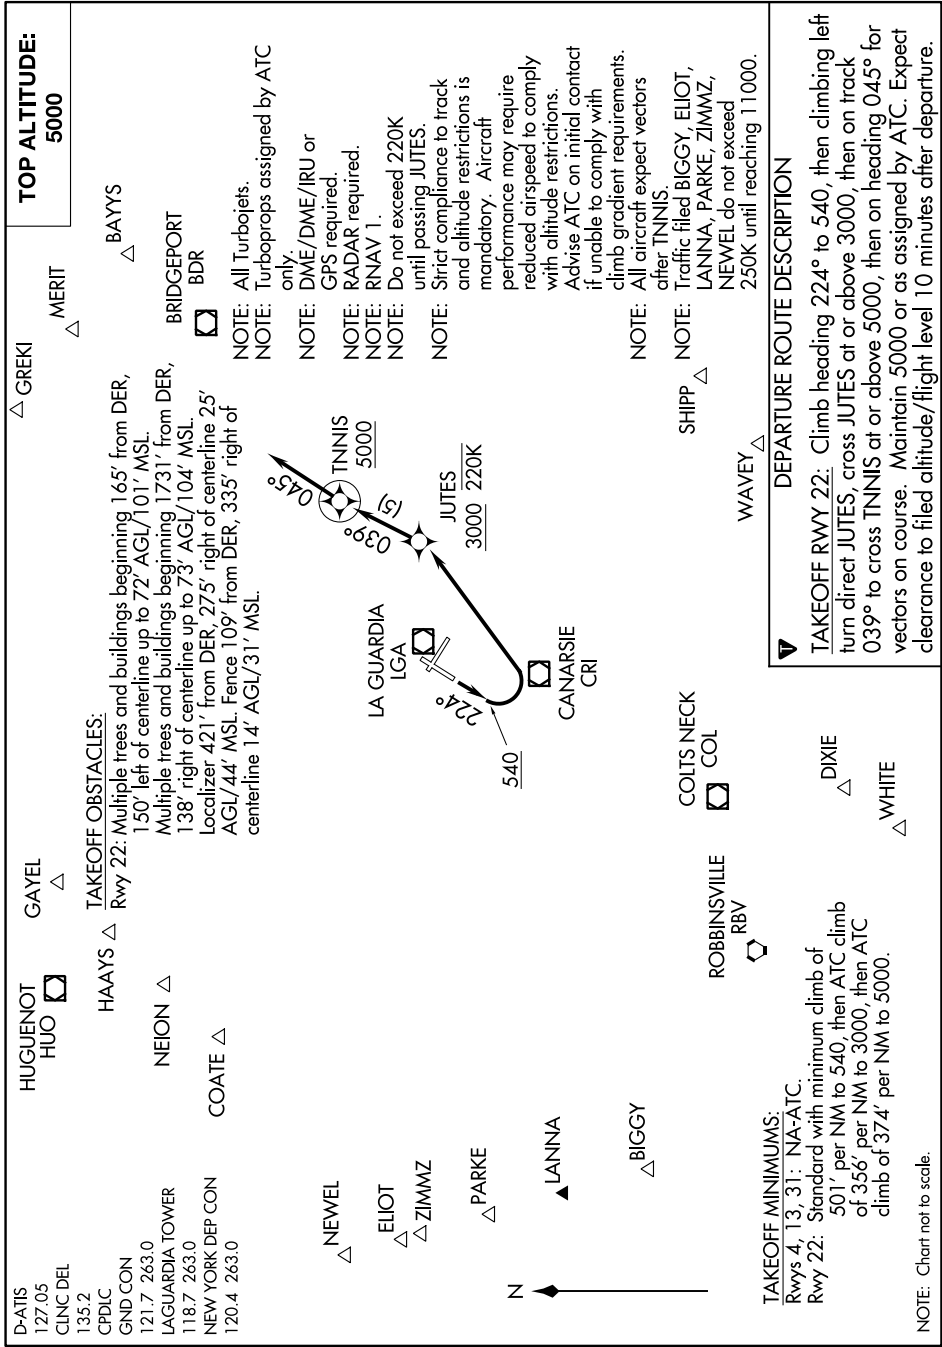 D-ATIS
127.05
CLNC DEL
135.2
CPDLC
GND CON
121.7 263.0
LAGUARDIA TOWER
118.7 263.0
NEW YORK DEP CON
120.4 263.0
HUGUENOT
HUO
GAYEL
HAAYS
NEION
COATE
NEWEL
ELIOT
ZIMMZ
PARKE
LANNA
BIGGY
N
TOP ALTITUDE:
5000
GREKI
MERIT
BAYYS
BRIDGEPORT
BDR
TAKEOFF OBSTACLES:
Rwy 22: Multiple trees and buildings beginning 165' from DER,
150' left of centerline up to 72' AGL/101' MSL.
Multiple trees and buildings beginning 1731' from DER,
138' right of centerline up to 73' AGL/104' MSL.
Localizer 421' from DER, 275' right of centerline 25'
AGL/44' MSL. Fence 109' from DER, 335' right of
centerline 14' AGL/31' MSL.
NOTE: All Turbojets.
NOTE: Turboprops assigned by ATC
only.
NOTE: DME/DME/IRU or
GPS required.
NOTE: RADAR required.
NOTE: RNAV 1.
NOTE: Do not exceed 220K
until passing JUTES.
NOTE: Strict compliance to track
and altitude restrictions is
mandatory. Aircraft
performance may require
reduced airspeed to comply
with altitude restrictions.
Advise ATC on initial contact
if unable to comply with
climb gradient requirements.
NOTE: All aircraft expect vectors
after TNNIS.
NOTE: Traffic filed BIGGY, ELIOT,
LANNA, PARKE, ZIMMZ,
NEWEL do not exceed
250K until reaching 11000.
045°
TNNIS
5000
(5)
039°
JUTES
3000 220K
LA GUARDIA
LGA
224°
540
CANARSIE
CRI
SHIPP
WAVEY
COLTS NECK
COL
DIXIE
WHITE
ROBBINSVILLE
RBV
TAKEOFF MINIMUMS:
Rwys 4, 13, 31: NA-ATC.
Rwy 22: Standard with minimum climb of
501' per NM to 540, then ATC climb
of 356' per NM to 3000, then ATC
climb of 374' per NM to 5000.
NOTE: Chart not to scale.
T
DEPARTURE ROUTE DESCRIPTION
TAKEOFF RWY 22: Climb heading 224° to 540, then climbing left
turn direct JUTES, cross JUTES at or above 3000, then on track
039° to cross TNNIS at or above 5000, then on heading 045° for
vectors on course. Maintain 5000 or as assigned by ATC. Expect
clearance to filed altitude/flight level 10 minutes after departure.